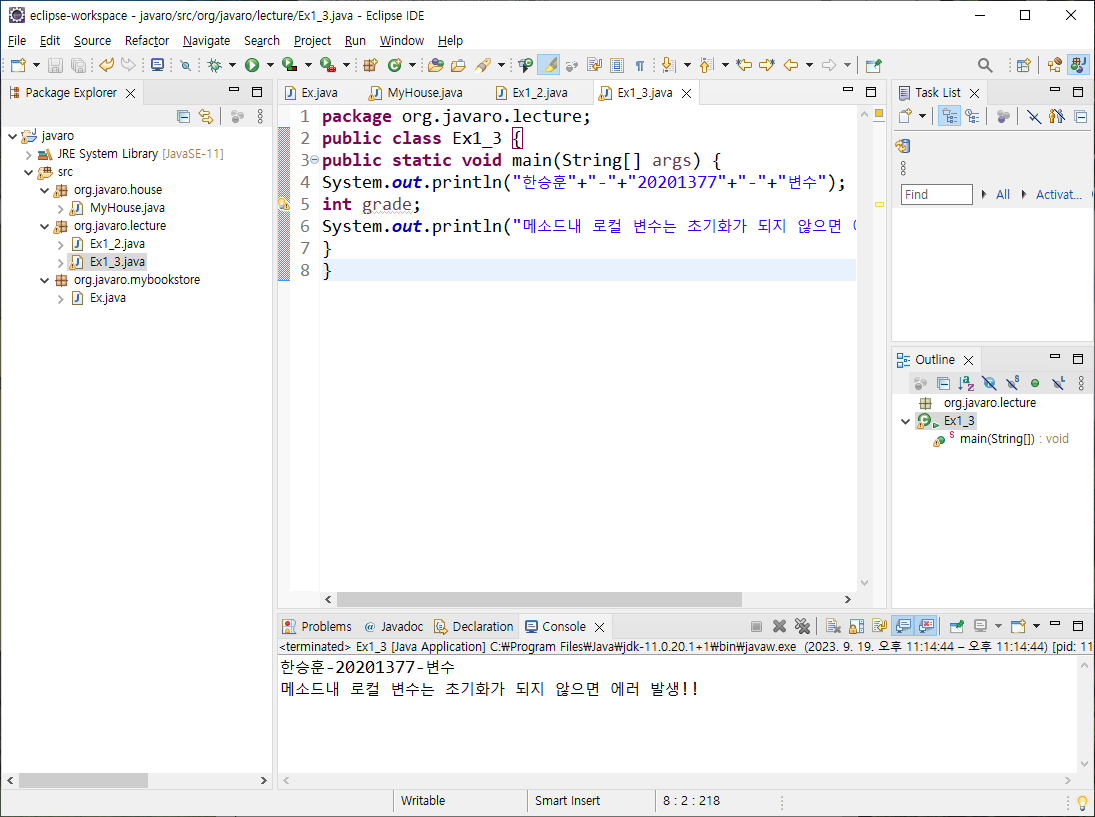 eclipse-workspace - javaro/src/org/javaro/lecture/Ex1_3.java - Eclipse IDE
File Edit Source Refactor Navigate Search Project Run Window Help
Package Explorer
javaro
JRE System Library [JavaSE-11]
src
org.javaro.house
MyHouse.java
org.javaro.lecture
Ex1_2.java
Ex1_3.java
org.javaro.mybookstore
Ex.java
Ex.java MyHouse.java Ex1_2.java Ex1_3.java
1 package org.javaro.lecture;
2 public class Ex1_3 {
3 public static void main(String[] args) {
4 System.out.println("한승훈"+"-"+"20201377"+"-"+"변수");
5 int grade;
6 System.out.println("메소드내 로컬 변수는 초기화가 되지 않으면
7 }
8 }
Task List
Find All Activat...
Outline
org.javaro.lecture
Ex1_3
main(String[]) : void
Problems Javadoc Declaration Console
<terminated> Ex1_3 [Java Application] C:₩Program Files₩Java₩jdk-11.0.20.1+1₩bin₩javaw.exe (2023. 9. 19. 오후 11:14:44 – 오후 11:14:44) [pid: 11
한승훈-20201377-변수
메소드내 로컬 변수는 초기화가 되지 않으면 에러 발생!!
Writable Smart Insert 8 : 2 : 218